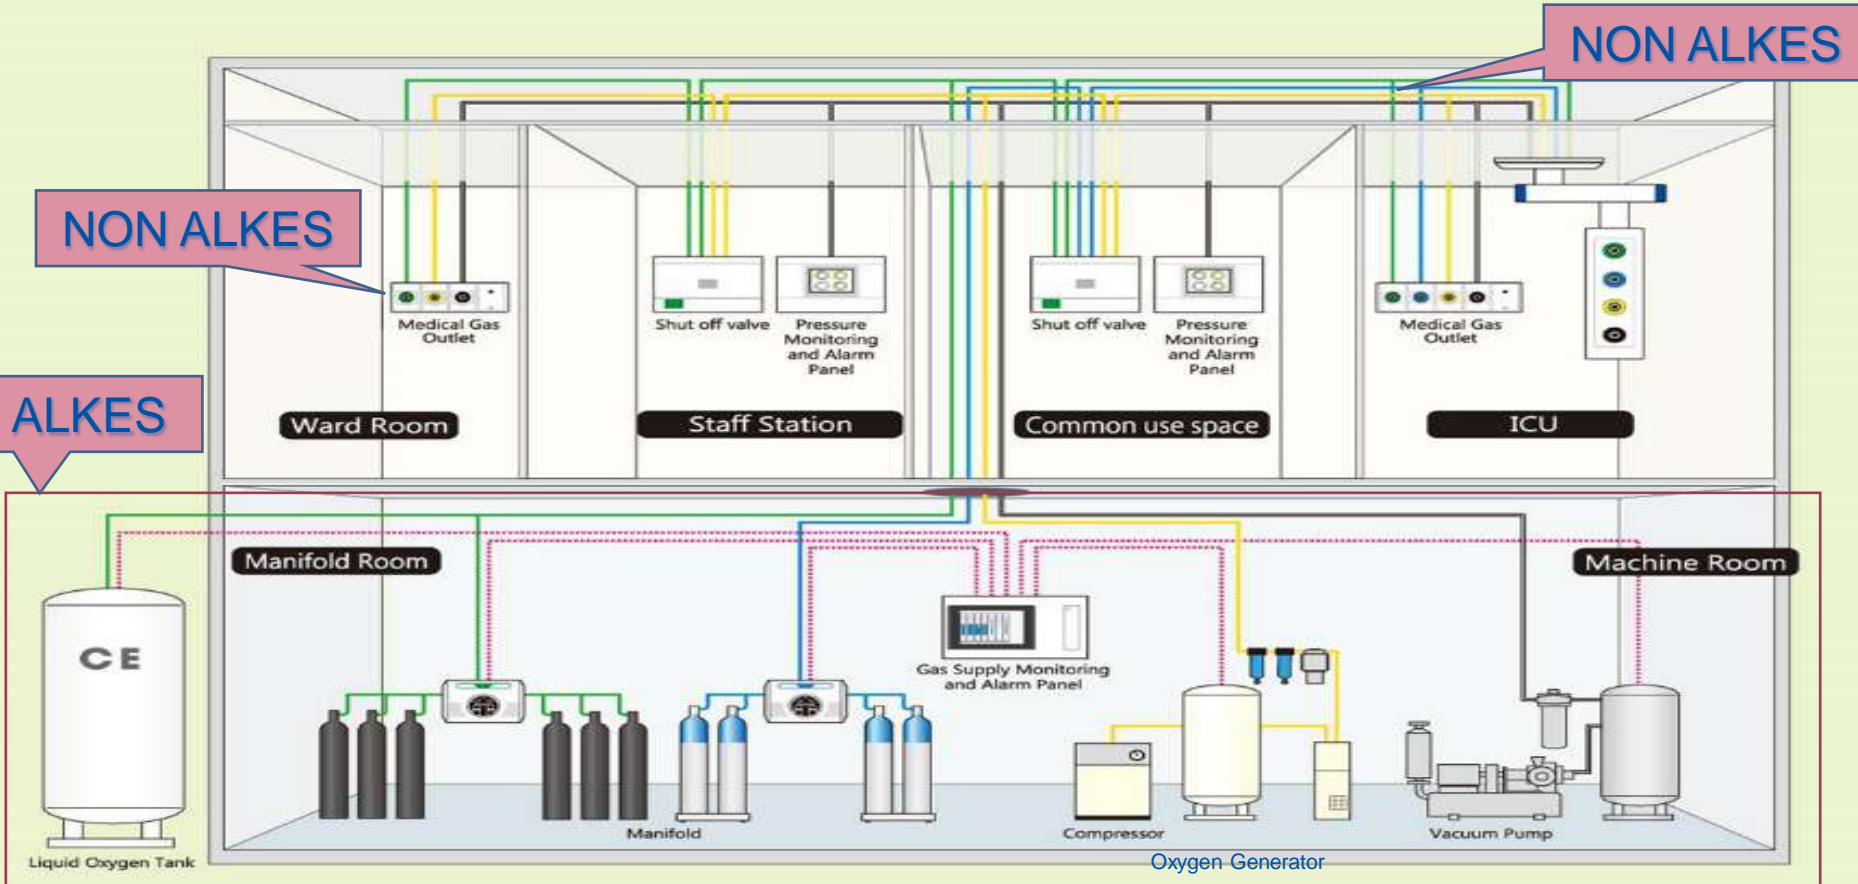 NON ALKES
NON ALKES
Medical Gas
Outlet
Shut off valve
Pressure
Monitoring
and Alarm
Panel
Shut off valve
Pressure
Monitoring
and Alarm
Panel
Medical Gas
Outlet
ALKES
Ward Room
Staff Station
Common use space
ICU
Manifold Room
Machine Room
CE
Gas Supply Monitoring
and Alarm Panel
Manifold
Compressor
Vacuum Pump
Liquid Oxygen Tank
Oxygen Generator